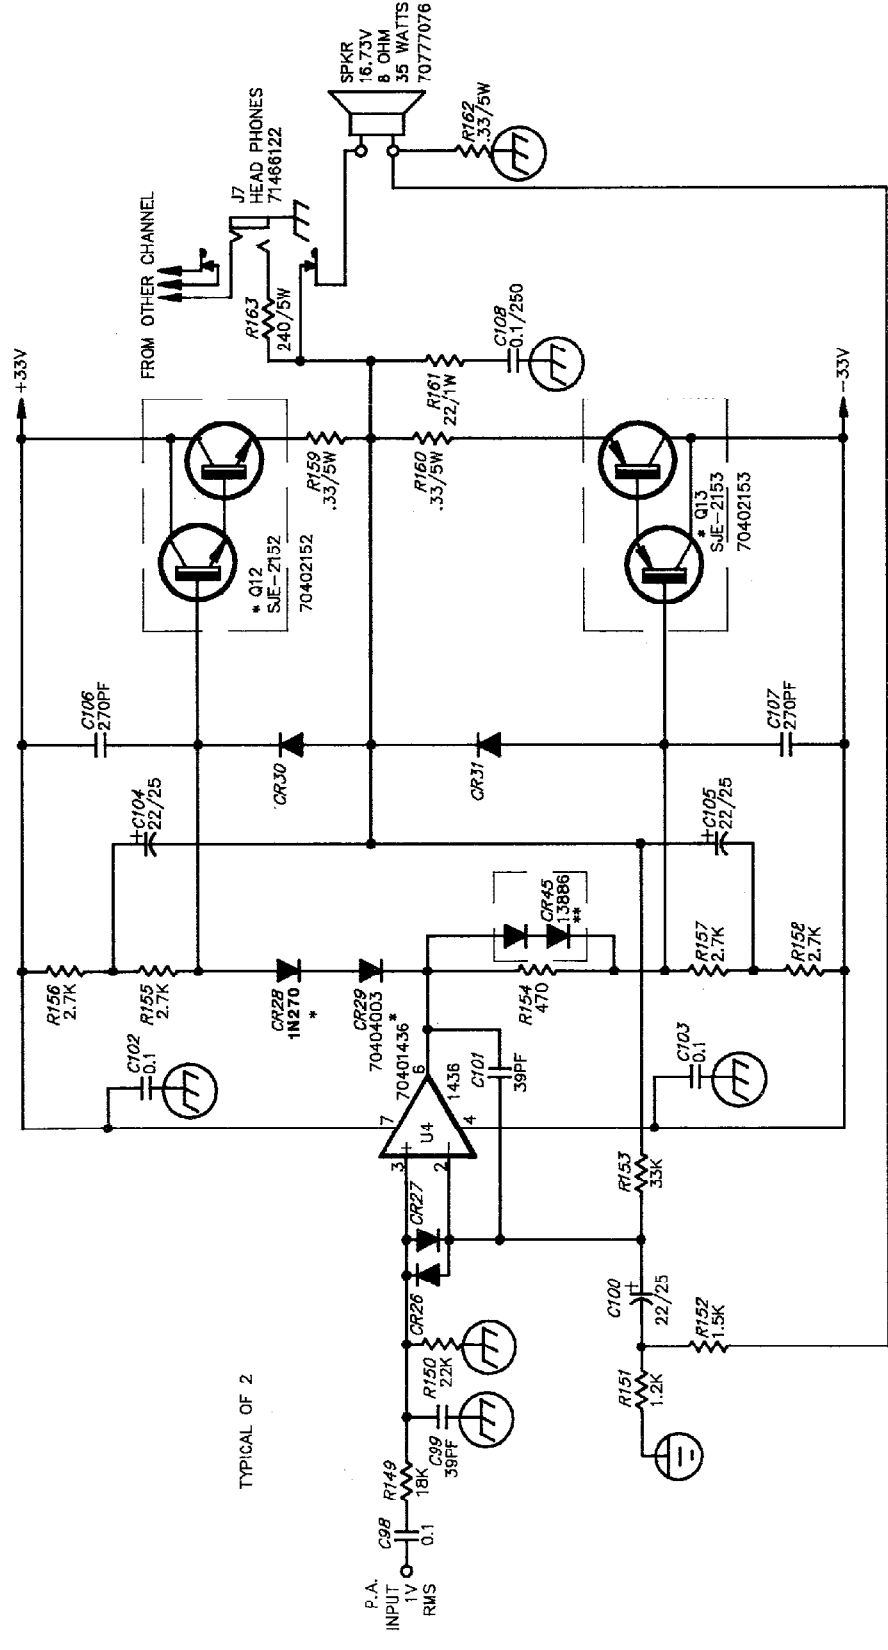 TYPICAL OF 2
P.A.
INPUT
1V
RMS
C98
0.1
R149
18K
C99
39PF
R150
22K
CR26
CR27
3
2
7
4
6
U4
1436
70401436
C101
39PF
R151
1.2K
R152
1.5K
C100
+
22/25
R153
33K
C102
0.1
C103
0.1
R156
2.7K
R155
2.7K
CR28
1N270
*
CR29
70404003
*
R154
470
CR45
13886
**
R157
2.7K
R158
2.7K
+
C104
22/25
+
C105
22/25
C106
270PF
CR30
CR31
C107
270PF
* Q12
SJE-2152
70402152
* Q13
SJE-2153
70402153
+33V
-33V
R159
.33/5W
R160
.33/5W
R161
22/1W
C108
0.1/250
FROM OTHER CHANNEL
R163
240/5W
J7
HEAD PHONES
71466122
SPKR
16.73V
8 OHM
35 WATTS
70777076
R162
.33/5W